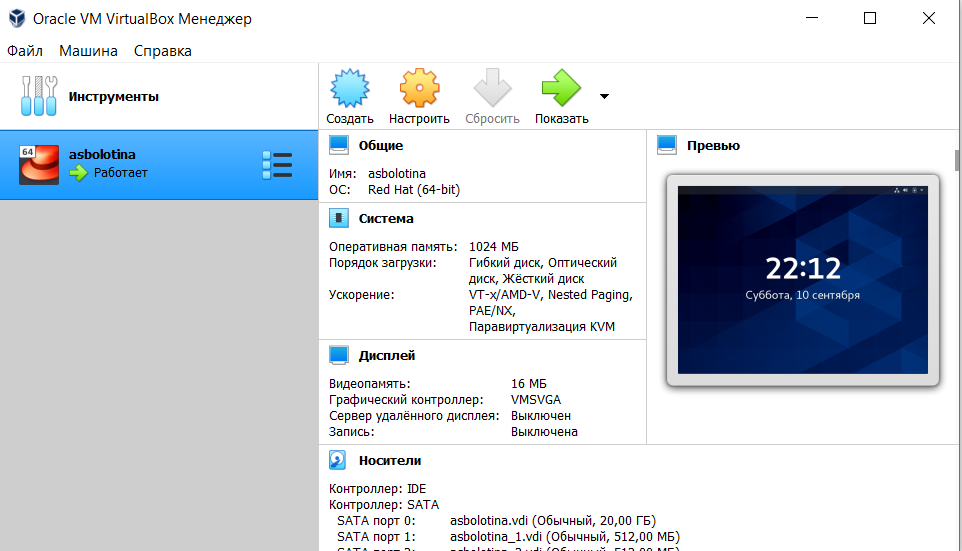 Oracle VM VirtualBox Менеджер
Файл Машина Справка
Инструменты
Создать Настроить Сбросить Показать
64
asbolotina
Работает
Общие
Имя: asbolotina
ОС: Red Hat (64-bit)
Система
Оперативная память: 1024 МБ
Порядок загрузки: Гибкий диск, Оптический
диск, Жёсткий диск
Ускорение: VT-x/AMD-V, Nested Paging,
PAE/NX,
Паравиртуализация KVM
Дисплей
Видеопамять: 16 МБ
Графический контроллер: VMSVGA
Сервер удалённого дисплея: Выключен
Запись: Выключена
Превью
22:12
Суббота, 10 сентября
Носители
Контроллер: IDE
Контроллер: SATA
SATA порт 0: asbolotina.vdi (Обычный, 20,00 ГБ)
SATA порт 1: asbolotina_1.vdi (Обычный, 512,00 МБ)